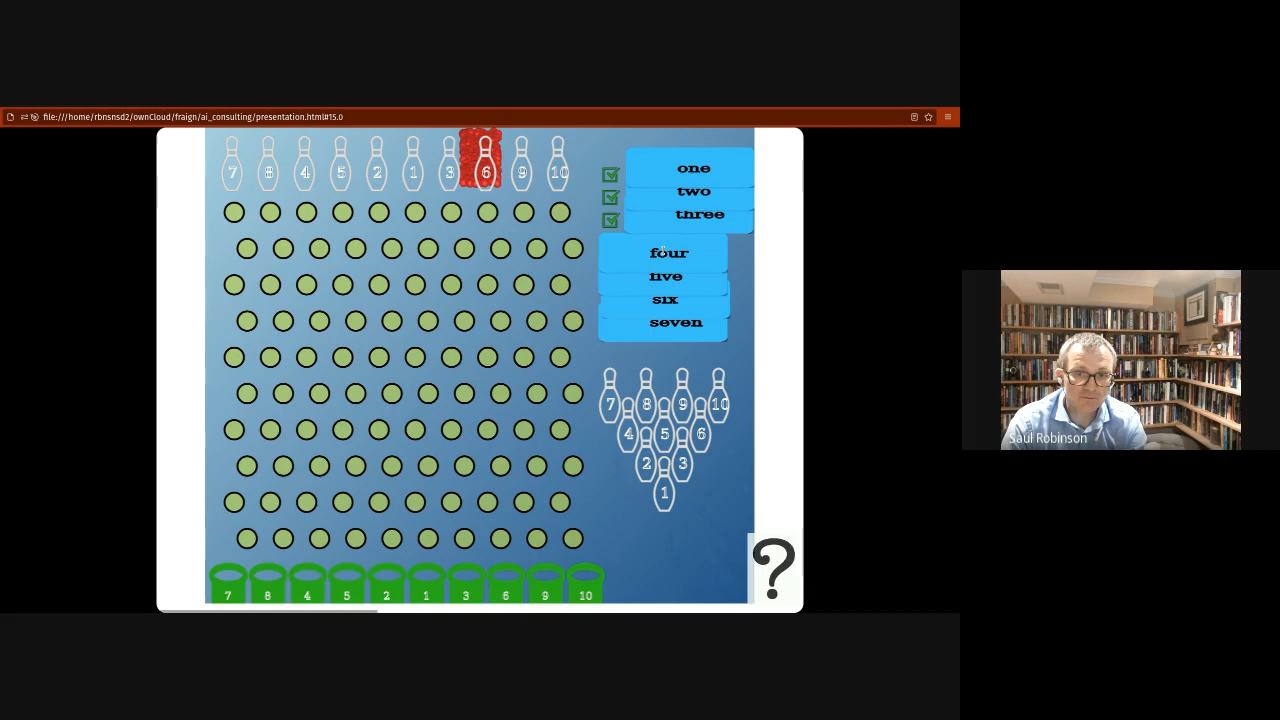 file:///home/rbnsnsd2/ownCloud/fraign/ai_consulting/presentation.html#15.0
7 8 4 5 2 1 3 6 9 10
one
two
three
four
five
six
seven
7 8 9 10
4 5 6
2 3
1
?
7 8 4 5 2 1 3 6 9 10
Saul Robinson